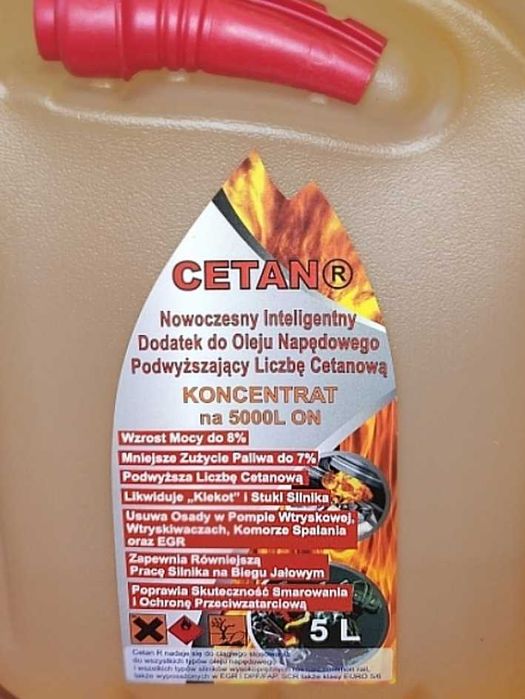 CETAN®
Nowoczesny Inteligentny
Dodatek do Oleju Napędowego
Podwyższający Liczbę Cetanową
KONCENTRAT
na 5000L ON
Wzrost Mocy do 8%
Mniejsze Zużycie Paliwa do 7%
Podwyższa Liczbę Cetanową
Likwiduje „Klekot" i Stuki Silnika
Usuwa Osady w Pompie Wtryskowej,
Wtryskiwaczach, Komorze Spalania
oraz EGR
Zapewnia Równiejszą
Pracę Silnika na Biegu Jałowym
Poprawia Skuteczność Smarowania
i Ochronę Przeciwzatarciową
5 L
Cetan R nadaje się do ciągłego stosowania
do wszystkich typów oleju napędowego
i wszystkich typów silników wysokoprężnych common rail,
także wyposażonych w EGR i DPF/FAP, SCR także klasy EURO 5/6